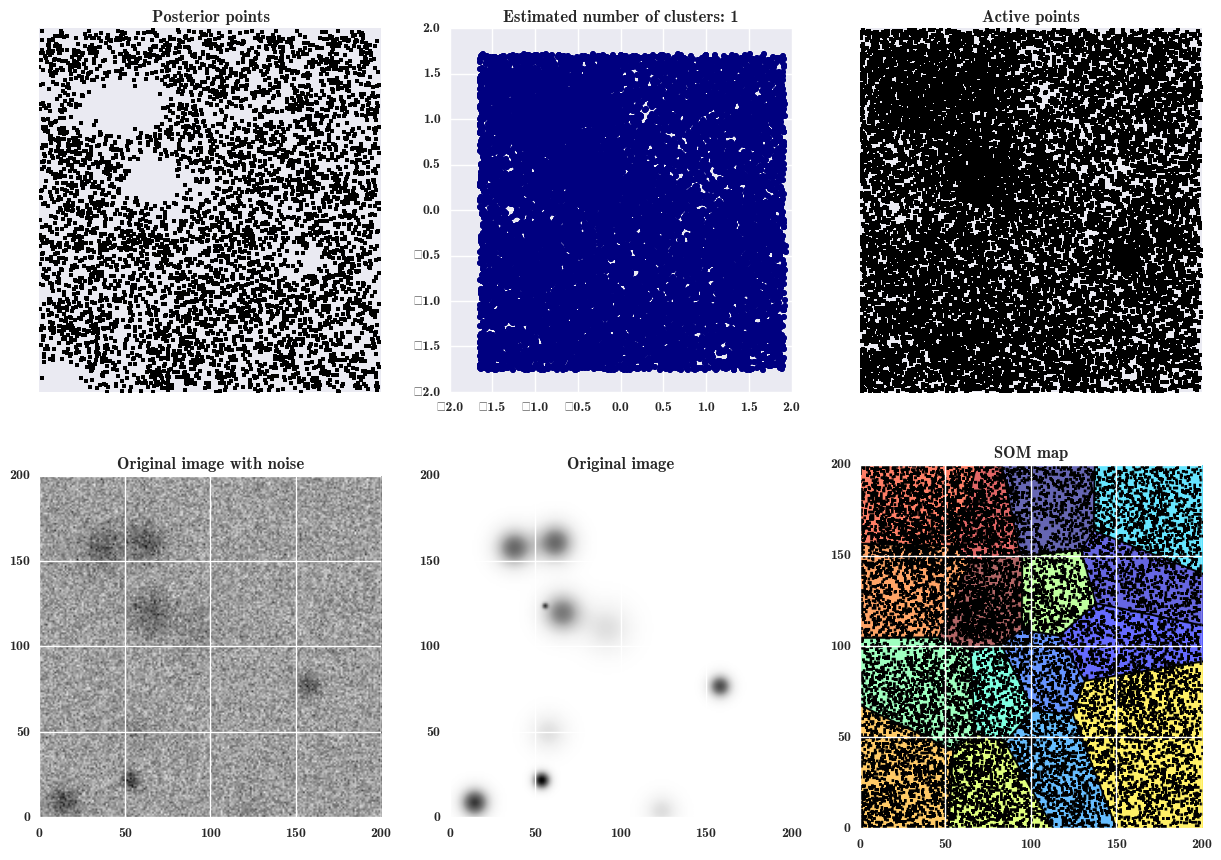 Posterior points
Estimated number of clusters: 1
Active points
2.0
1.5
1.0
0.5
0.0
□0.5
□1.0
□1.5
□2.0
□2.0 □1.5 □1.0 □0.5 0.0 0.5 1.0 1.5 2.0
Original image with noise
200
150
100
50
0
0 50 100 150 200
Original image
200
150
100
50
0
0 50 100 150 200
SOM map
200
150
100
50
0
0 50 100 150 200